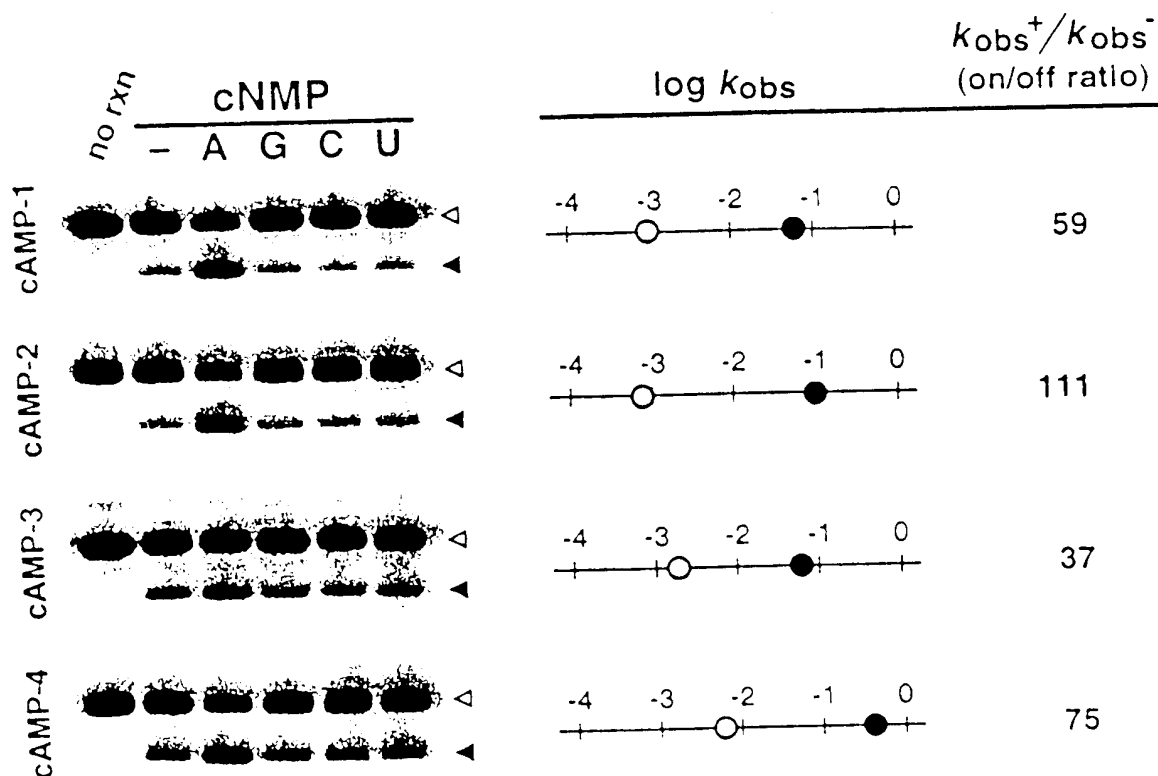 no rxn
cNMP
– A G C U
log kobs
kobs+/kobs-
(on/off ratio)
cAMP-1
-4 -3 -2 -1 0
59
cAMP-2
-4 -3 -2 -1 0
111
cAMP-3
-4 -3 -2 -1 0
37
cAMP-4
-4 -3 -2 -1 0
75